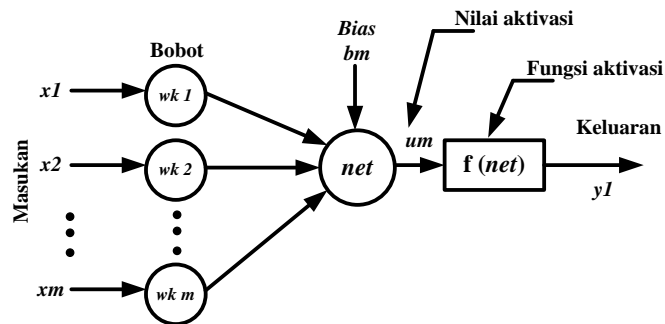 Nilai aktivasi
Bias
bm
Bobot
Fungsi aktivasi
x1
wk 1
Keluaran
um
x2
wk 2
net
f (net)
y1
Masukan
xm
wk m